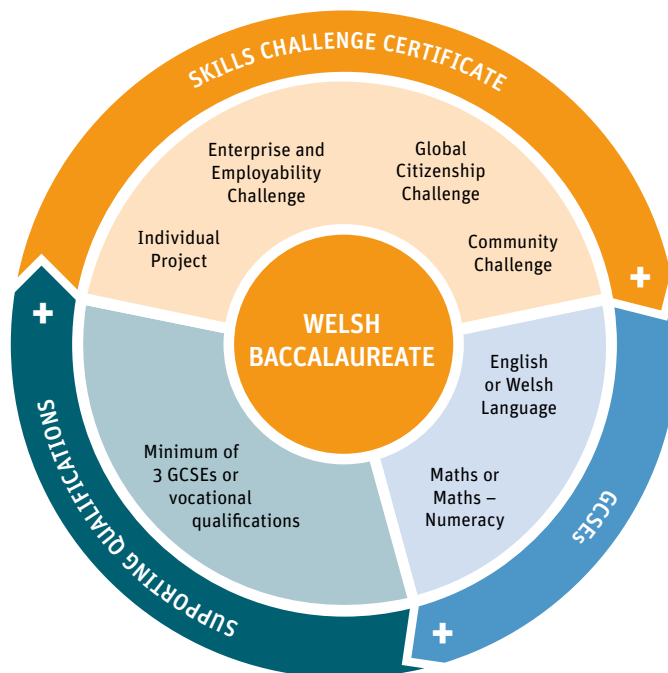 SKILLS CHALLENGE CERTIFICATE
Enterprise and
Employability
Challenge
Global
Citizenship
Challenge
Individual
Project
Community
Challenge
WELSH
BACCALAUREATE
English
or Welsh
Language
Maths or
Maths –
Numeracy
Minimum of
3 GCSEs or
vocational
qualifications
SUPPORTING QUALIFICATIONS
GCSEs